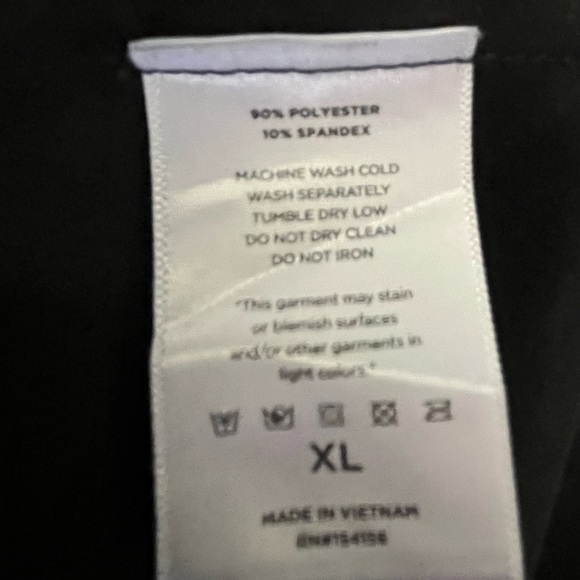 90% POLYESTER
10% SPANDEX
MACHINE WASH COLD
WASH SEPARATELY
TUMBLE DRY LOW
DO NOT DRY CLEAN
DO NOT IRON
"This garment may stain
or blemish surfaces
and/or other garments in
light colors."
XL
MADE IN VIETNAM